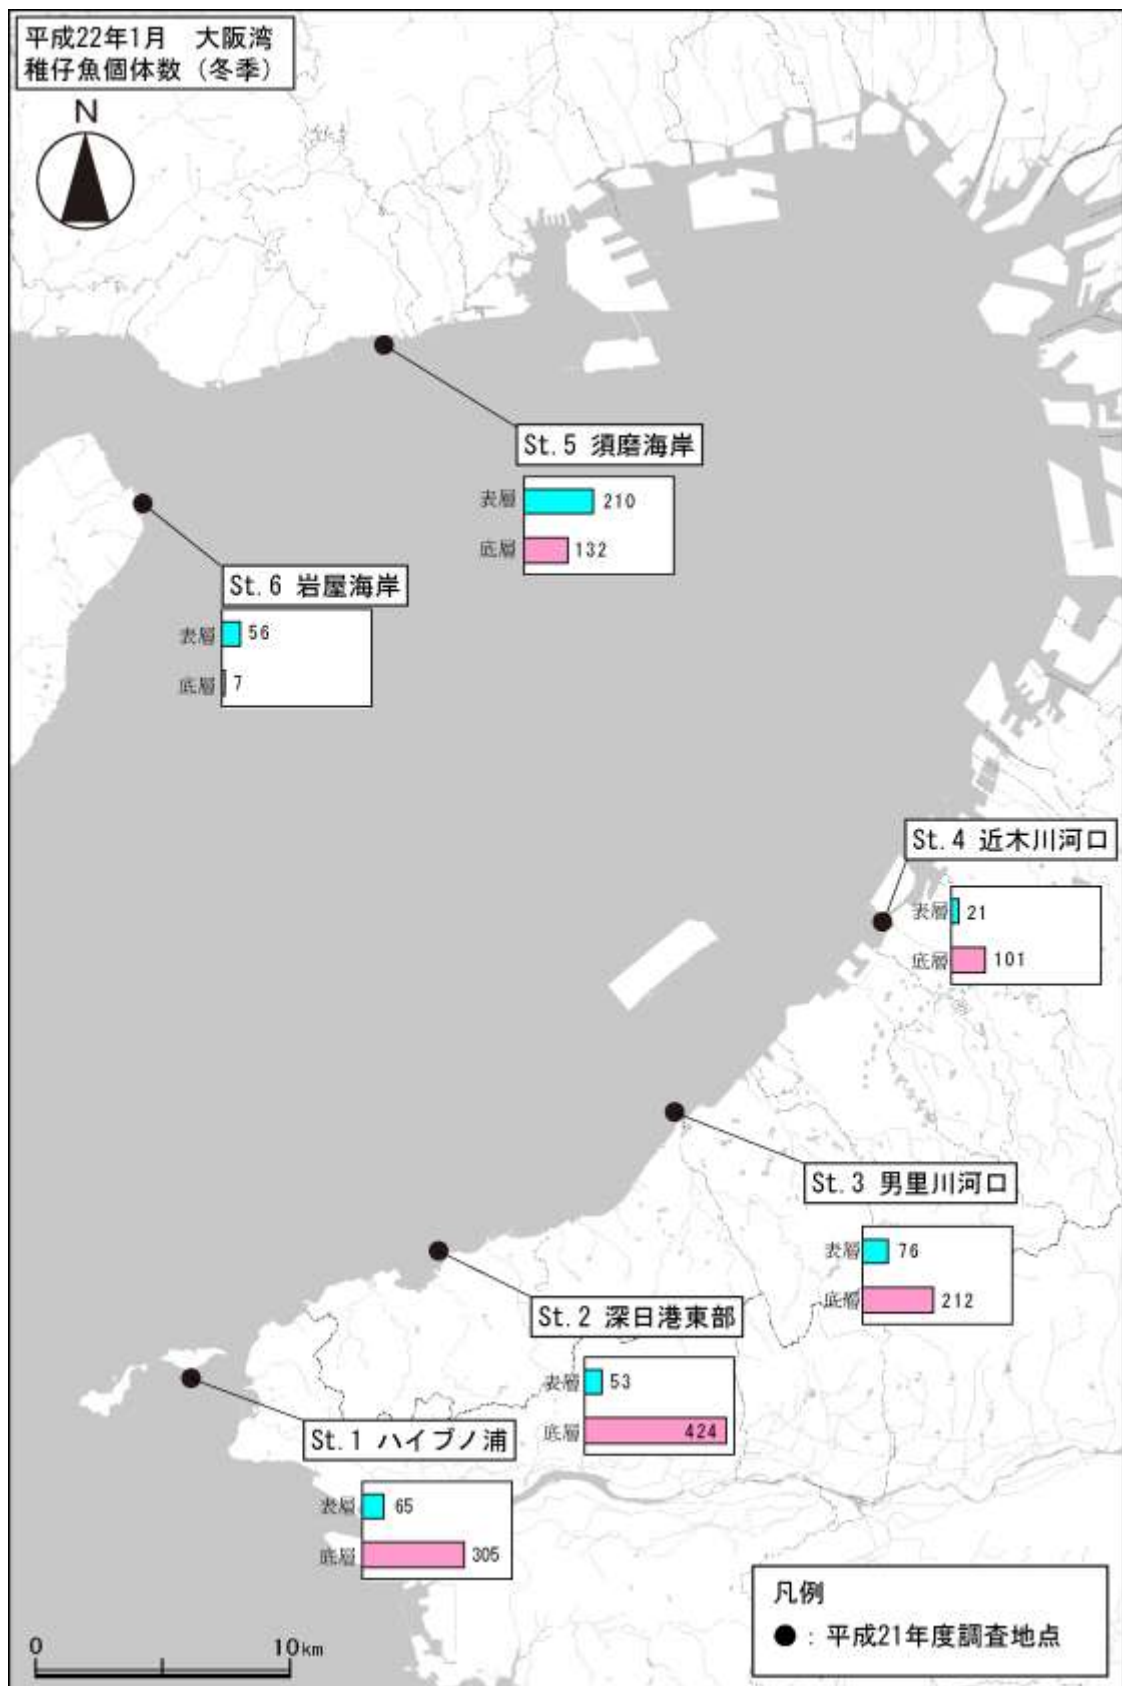 平成22年1月 大阪湾
稚仔魚個体数（冬季）
N
St.5 須磨海岸
表層 210
底層 132
St.6 岩屋海岸
表層 56
底層 7
St.4 近木川河口
表層 21
底層 101
St.3 男里川河口
表層 76
底層 212
St.2 深日港東部
表層 53
底層 424
St.1 ハイブノ浦
表層 65
底層 305
凡例
●：平成21年度調査地点
0 10km